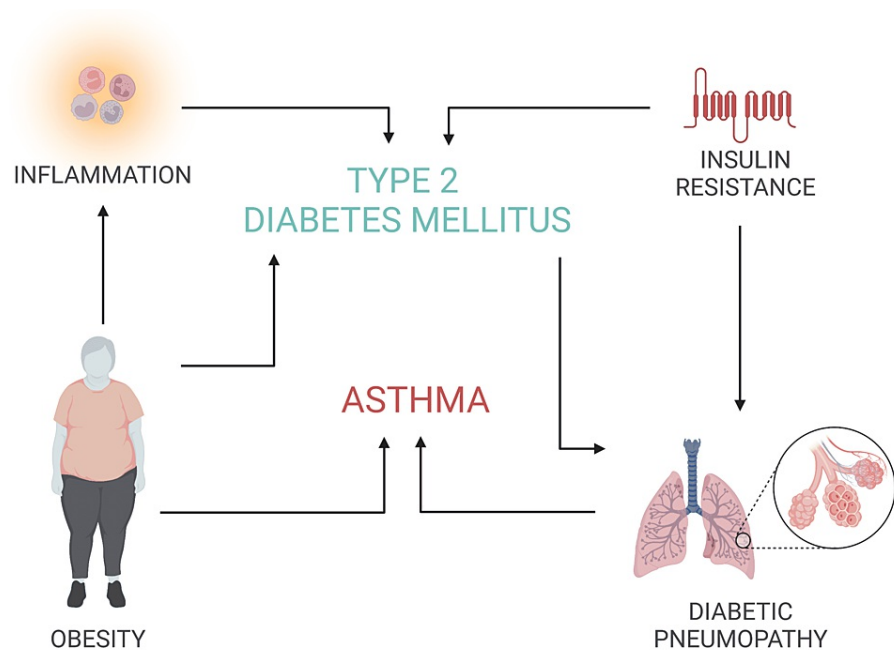 INFLAMMATION
TYPE 2
DIABETES MELLITUS
INSULIN
RESISTANCE
ASTHMA
OBESITY
DIABETIC
PNEUMOPATHY